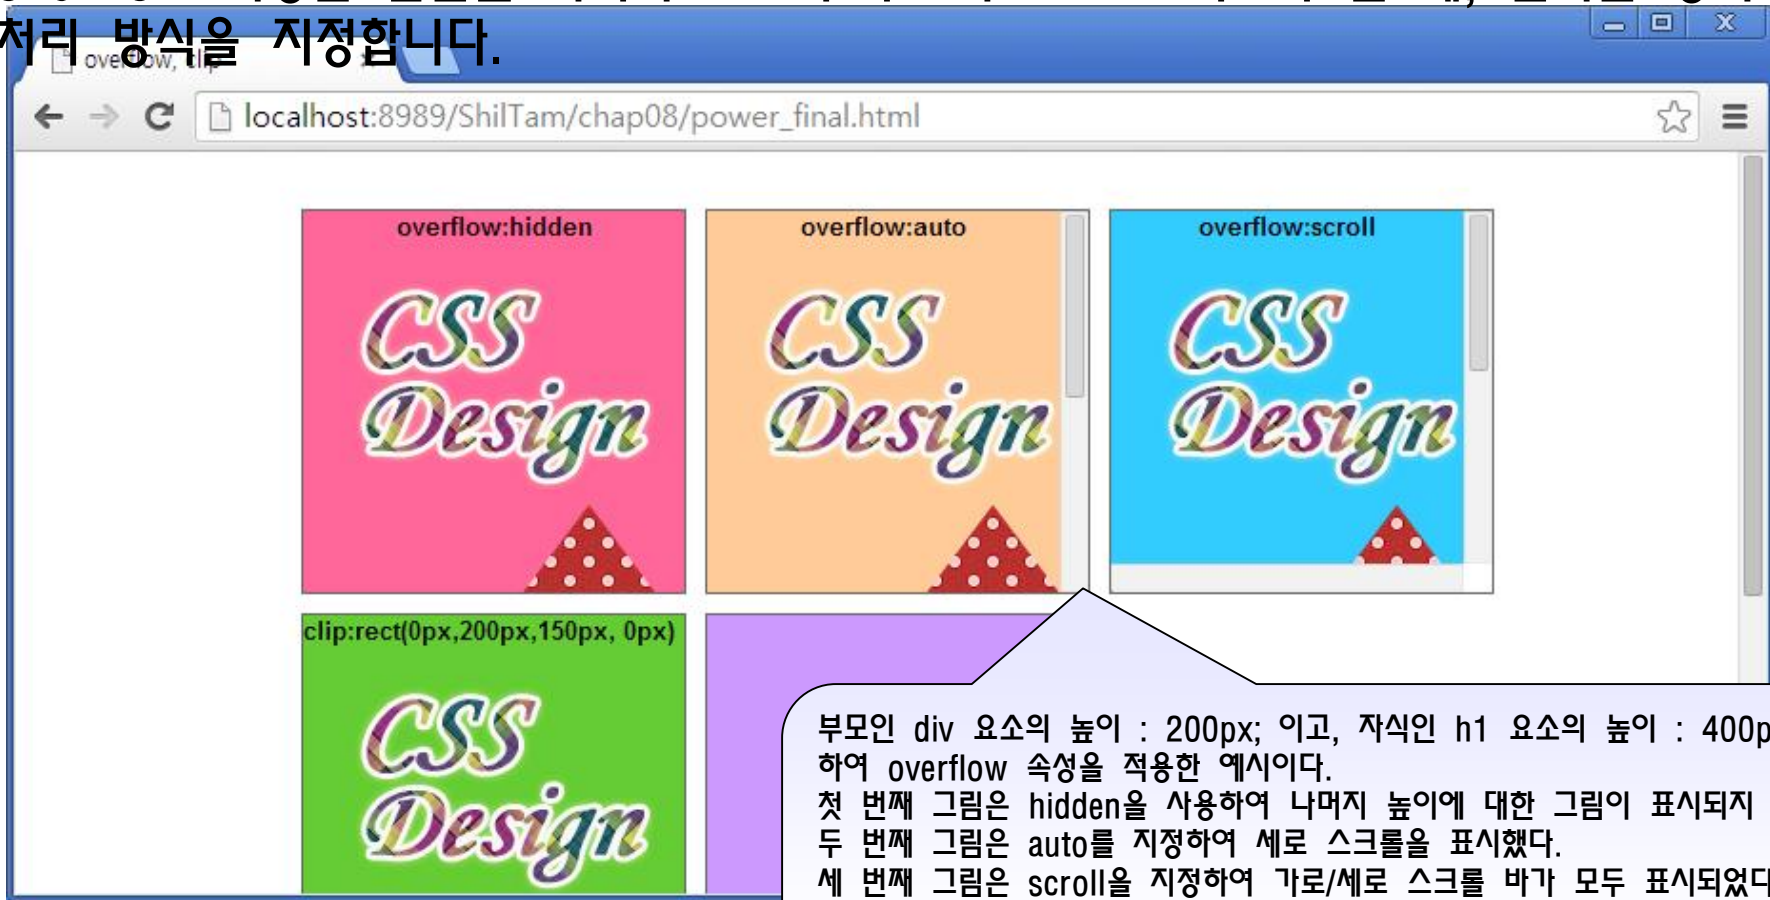 처리 방식을 지정합니다.
overflow, clip
localhost:8989/ShilTam/chap08/power_final.html
overflow:hidden
overflow:auto
overflow:scroll
CSS
Design
CSS
Design
CSS
Design
clip:rect(0px,200px,150px, 0px)
CSS
Design
부모인 div 요소의 높이 : 200px; 이고, 자식인 h1 요소의 높이 : 400p
하여 overflow 속성을 적용한 예시이다.
첫 번째 그림은 hidden을 사용하여 나머지 높이에 대한 그림이 표시되지
두 번째 그림은 auto를 지정하여 세로 스크롤을 표시했다.
세 번째 그림은 scroll을 지정하여 가로/세로 스크롤 바가 모두 표시되었다